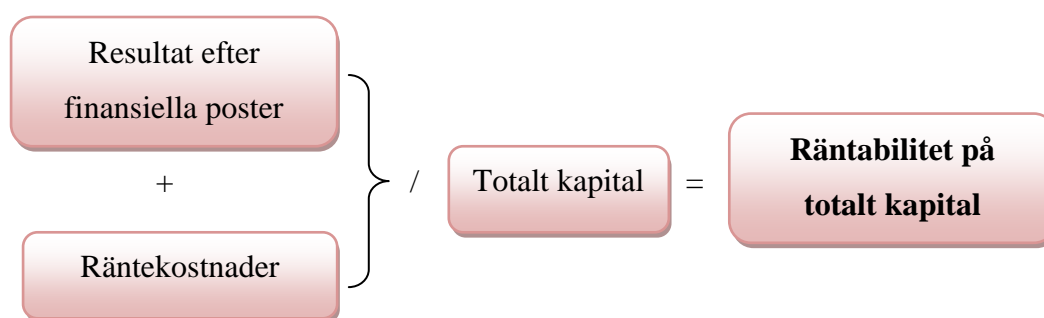 Resultat efter
finansiella poster
+
Räntekostnader
/
Totalt kapital
=
Räntabilitet på
totalt kapital